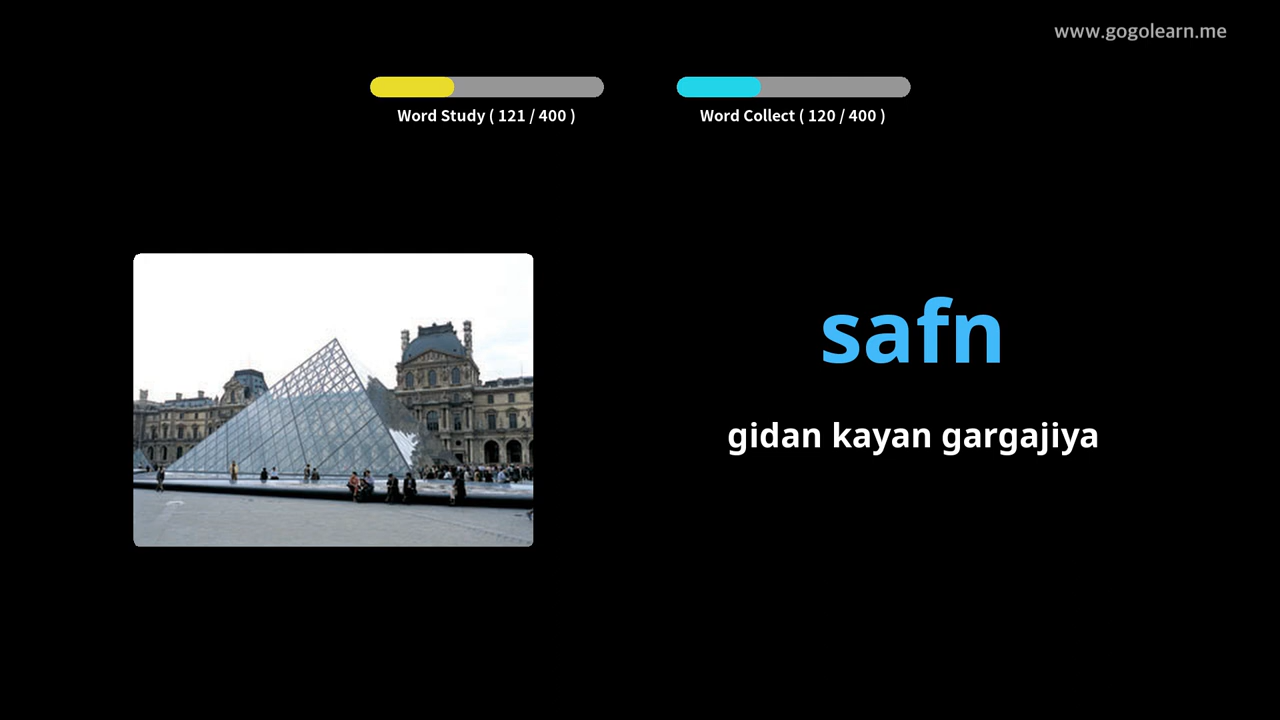 www.gogolearn.me
Word Study ( 121 / 400 )
Word Collect ( 120 / 400 )
safn
gidan kayan gargajiya